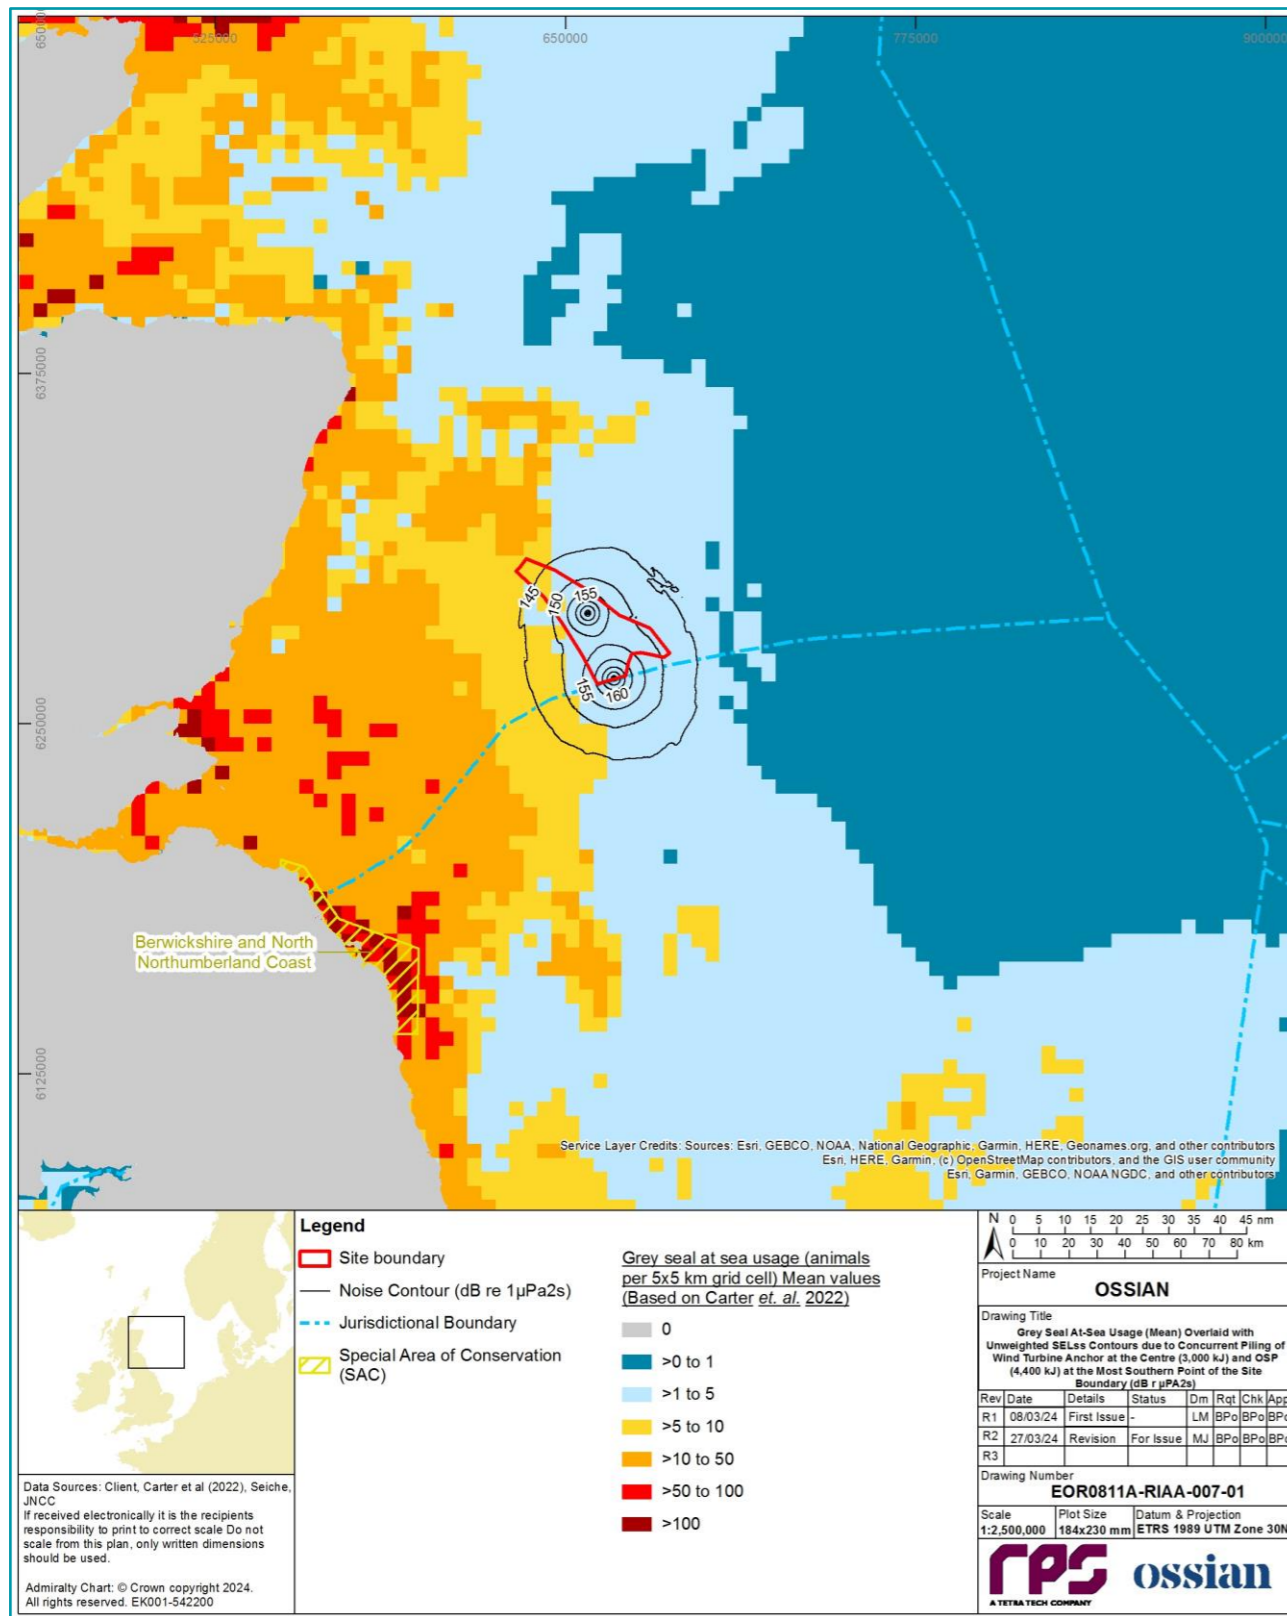 525000
650000
775000
900000
650000
6375000
6250000
6125000
145
150
155
155
160
Berwickshire and North
Northumberland Coast
Service Layer Credits: Sources: Esri, GEBCO, NOAA, National Geographic, Garmin, HERE, Geonames.org, and other contributors
Esri, HERE, Garmin, (c) OpenStreetMap contributors, and the GIS user community
Esri, Garmin, GEBCO, NOAA NGDC, and other contributors
Legend
Site boundary
Noise Contour (dB re 1µPa2s)
Jurisdictional Boundary
Special Area of Conservation
(SAC)
Grey seal at sea usage (animals
per 5x5 km grid cell) Mean values
(Based on Carter et. al. 2022)
0
>0 to 1
>1 to 5
>5 to 10
>10 to 50
>50 to 100
>100
Data Sources: Client, Carter et al (2022), Seiche,
JNCC
If received electronically it is the recipients
responsibility to print to correct scale Do not
scale from this plan, only written dimensions
should be used.
Admiralty Chart: © Crown copyright 2024.
All rights reserved. EK001-542200
N
0 5 10 15 20 25 30 35 40 45 nm
0 10 20 30 40 50 60 70 80 km
Project Name
OSSIAN
Drawing Title
Grey Seal At-Sea Usage (Mean) Overlaid with
Unweighted SELss Contours due to Concurrent Piling of
Wind Turbine Anchor at the Centre (3,000 kJ) and OSP
(4,400 kJ) at the Most Southern Point of the Site
Boundary (dB r µPA2s)
Rev Date Details Status Dm Rqt Chk App
R1 08/03/24 First Issue - LM BPo BPo BPo
R2 27/03/24 Revision For Issue MJ BPo BPo BPo
R3
Drawing Number
EOR0811A-RIAA-007-01
Scale Plot Size Datum & Projection
1:2,500,000 184x230 mm ETRS 1989 UTM Zone 30N
rps ossian
A TETRA TECH COMPANY